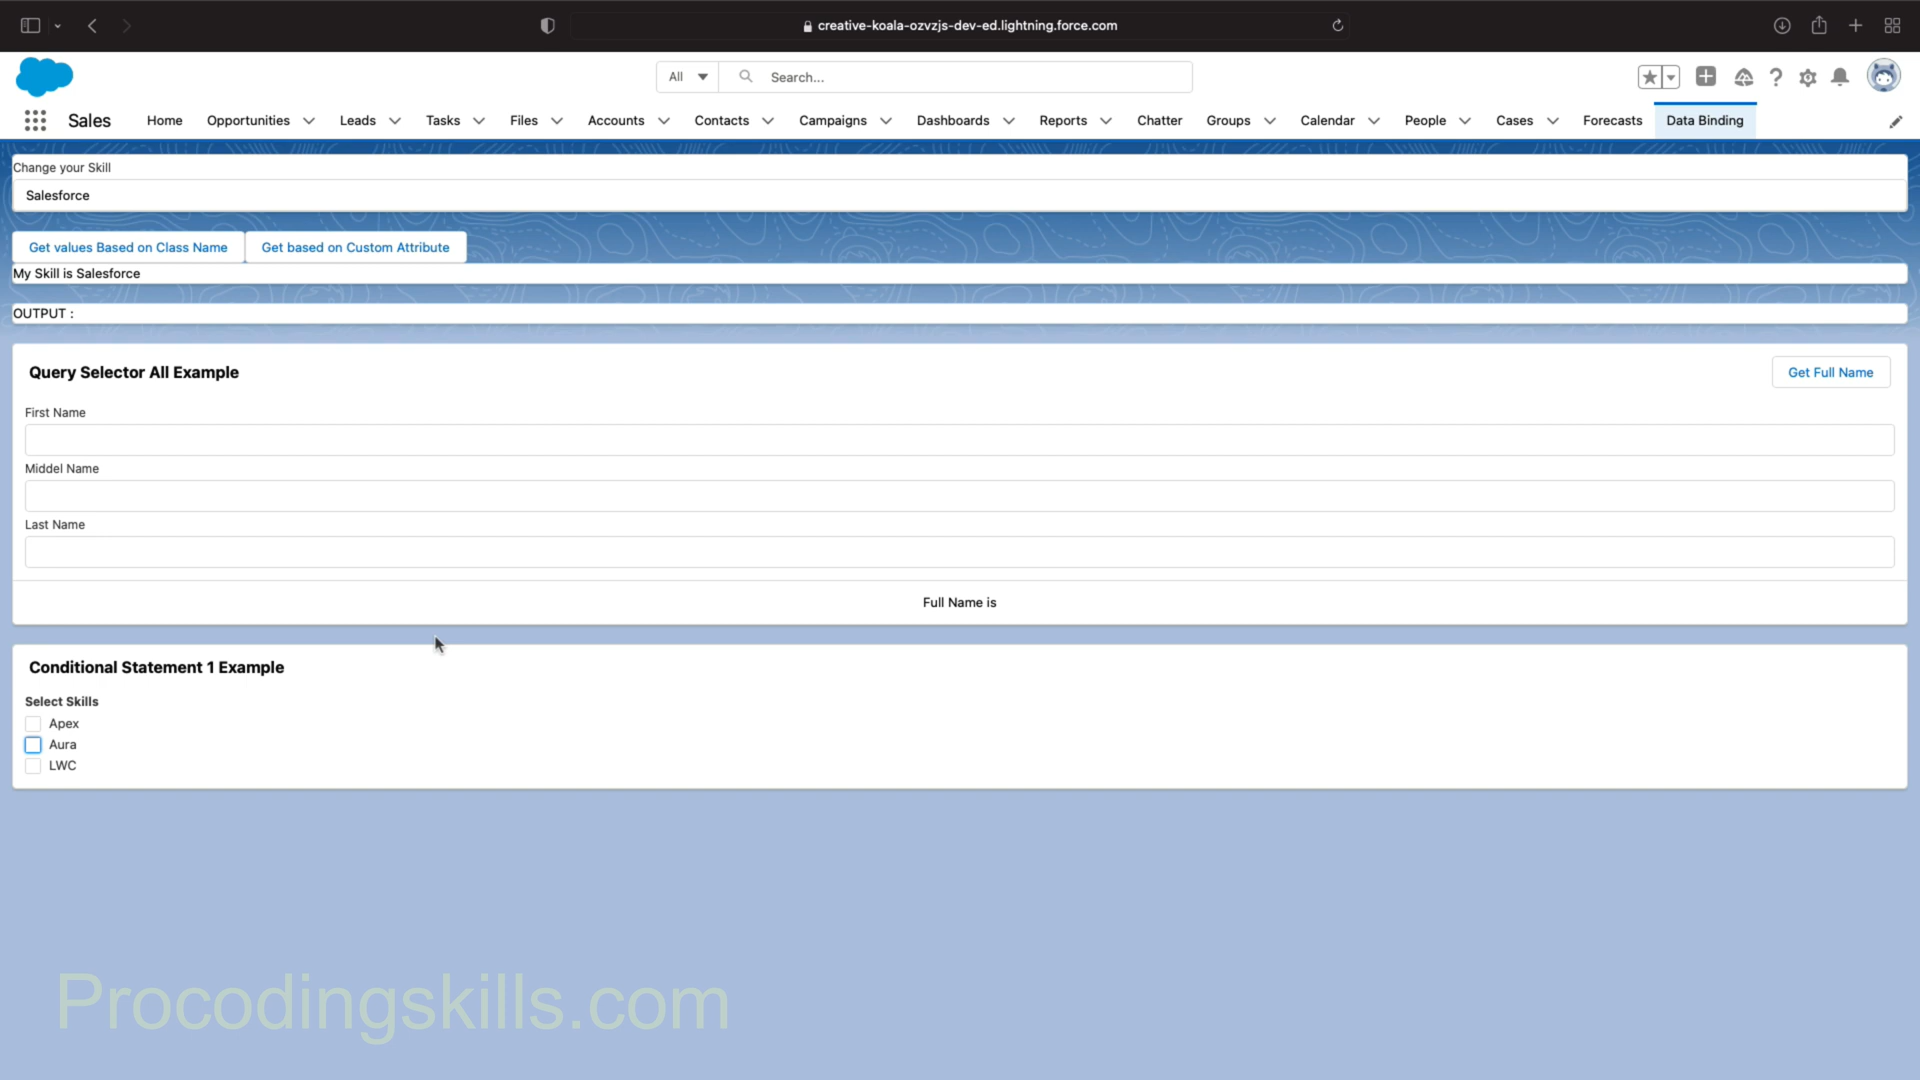 creative-koala-ozvzjs-dev-ed.lightning.force.com
All Search...
Sales Home Opportunities Leads Tasks Files Accounts Contacts Campaigns Dashboards Reports Chatter Groups Calendar People Cases Forecasts Data Binding
Change your Skill
Salesforce
Get values Based on Class Name Get based on Custom Attribute
My Skill is Salesforce
OUTPUT :
Query Selector All Example Get Full Name
First Name
Middel Name
Last Name
Full Name is
Conditional Statement 1 Example
Select Skills
Apex
Aura
LWC
Procodingskills.com